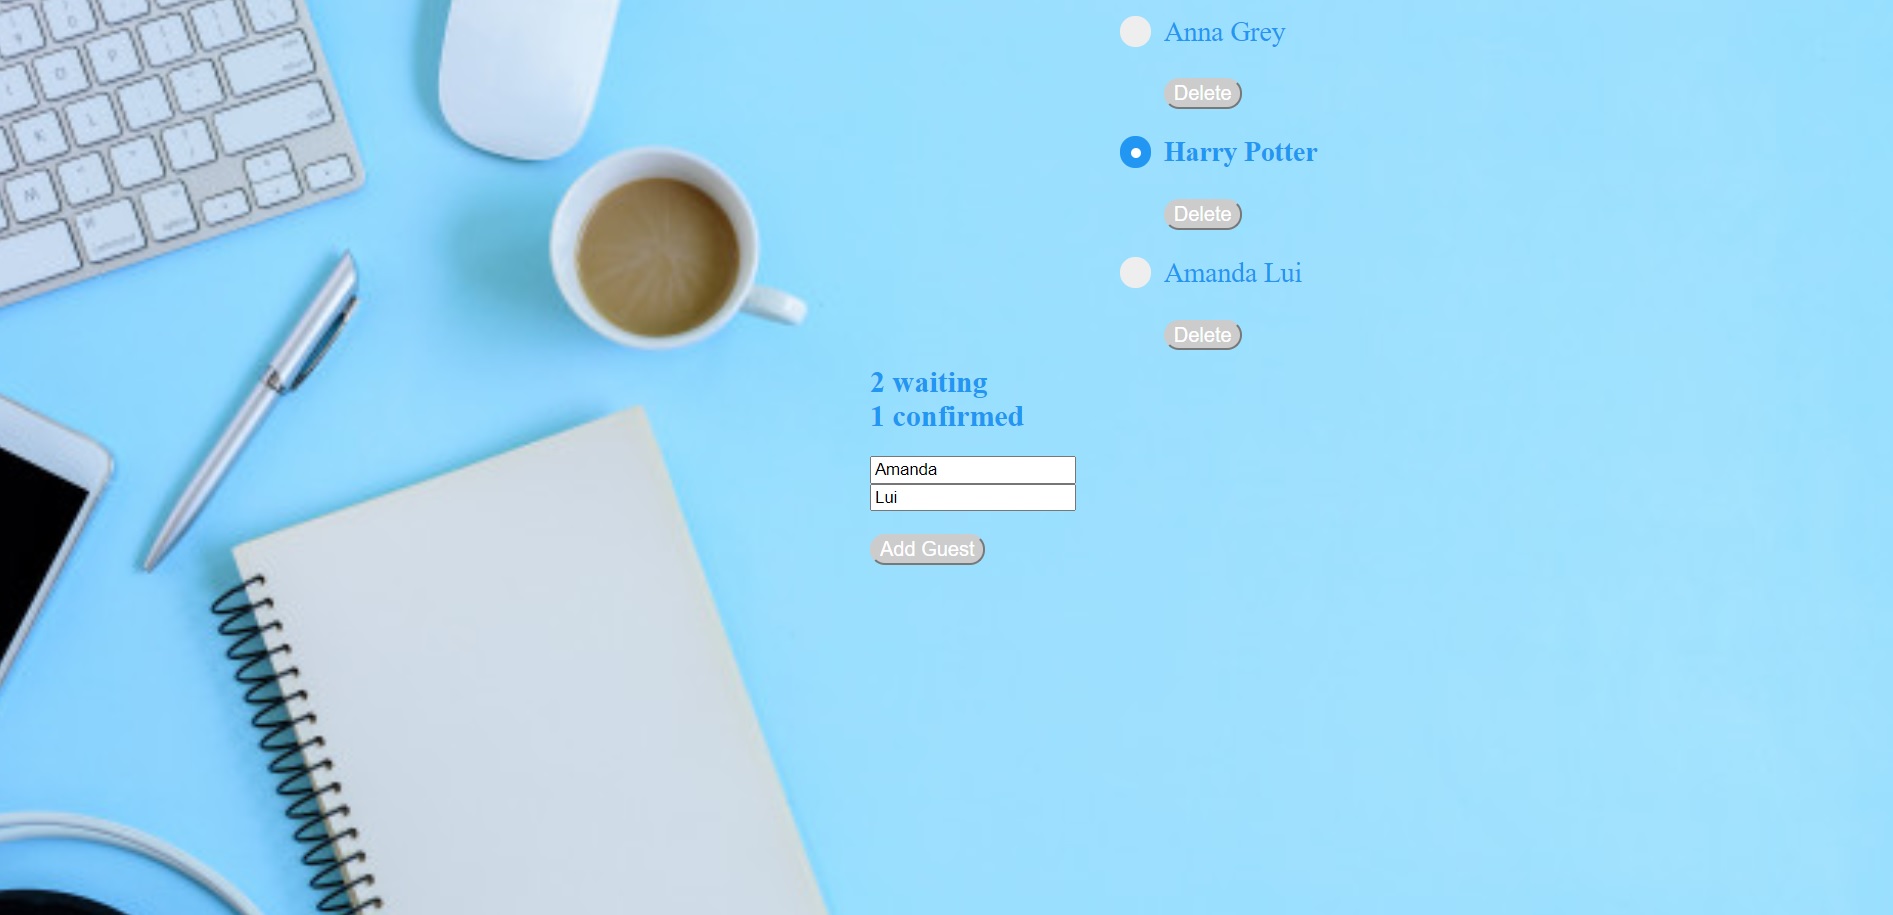 Anna Grey
Delete
Harry Potter
Delete
Amanda Lui
Delete
2 waiting
1 confirmed
Amanda
Lui
Add Guest